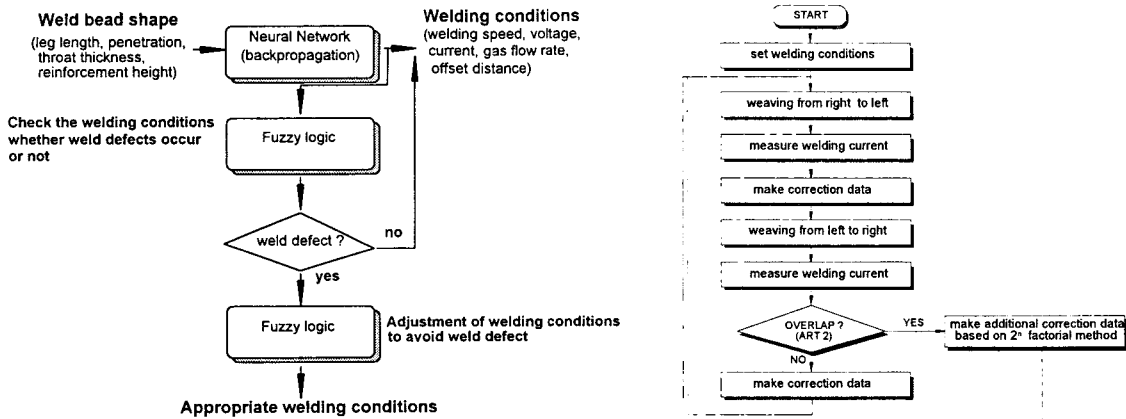 Weld bead shape
(leg length, penetration,
throat thickness,
reinforcement height)
Neural Network
(backpropagation)
Welding conditions
(welding speed, voltage,
current, gas flow rate,
offset distance)
Check the welding conditions
whether weld defects occur
or not
Fuzzy logic
weld defect ?
no
yes
Fuzzy logic
Adjustment of welding conditions
to avoid weld defect
Appropriate welding conditions
START
set welding conditions
weaving from right to left
measure welding current
make correction data
weaving from left to right
measure welding current
OVERLAP ?
(ART 2)
YES
make additional correction data
based on 2ⁿ factorial method
NO
make correction data